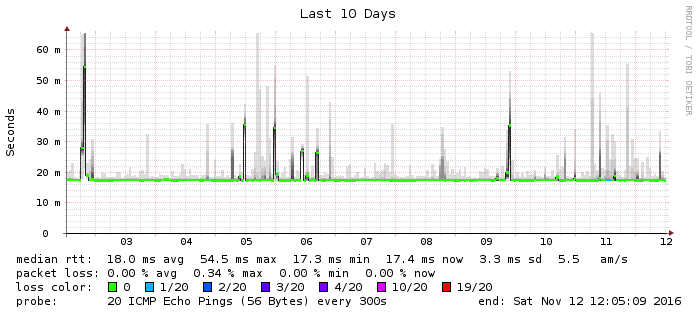 Last 10 Days
RRDTOOL / TOBI OETIKER
Seconds
60 m
50 m
40 m
30 m
20 m
10 m
0
03 04 05 06 07 08 09 10 11 12
median rtt: 18.0 ms avg 54.5 ms max 17.3 ms min 17.4 ms now 3.3 ms sd 5.5 am/s
packet loss: 0.00 % avg 0.34 % max 0.00 % min 0.00 % now
loss color: 0 1/20 2/20 3/20 4/20 10/20 19/20
probe: 20 ICMP Echo Pings (56 Bytes) every 300s end: Sat Nov 12 12:05:09 2016